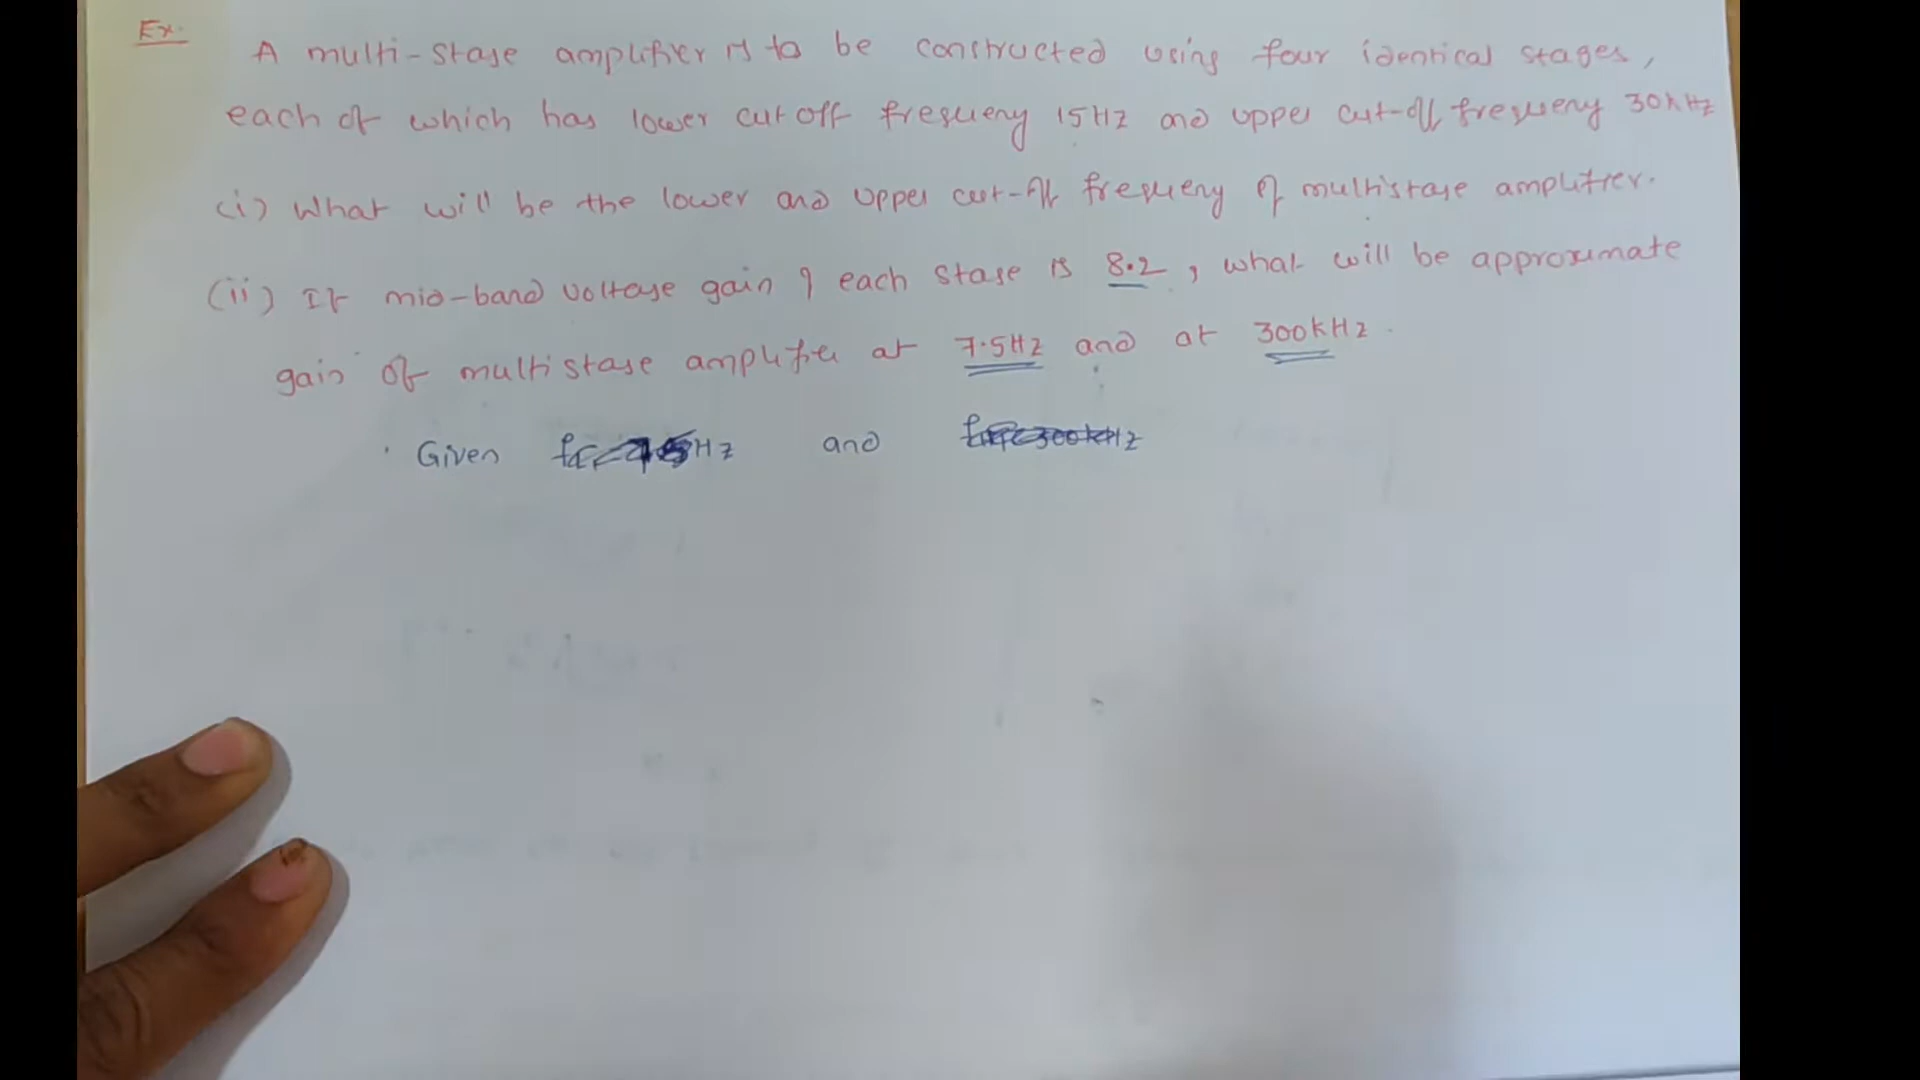 Ex.
A multi-stage amplifier is to be constructed using four identical stages,
each of which has lower cut off frequency 15Hz and upper cut-off frequency 30kHz
(i) What will be the lower and upper cut-off frequency of multistage amplifier.
(ii) If mid-band voltage gain of each stage is 8.2, what will be approximate
gain of multistage amplifier at 7.5Hz and at 300kHz.
Given Hz and